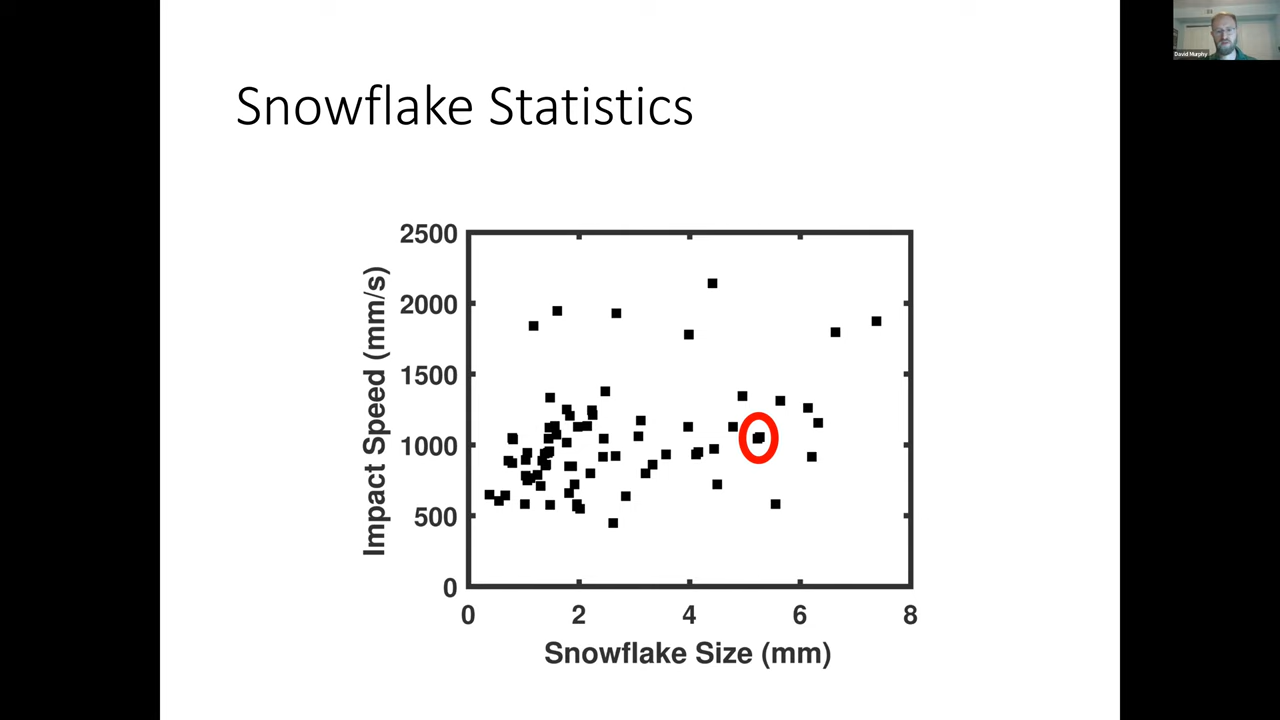 David Murphy
Snowflake Statistics
2500
2000
1500
1000
500
0
Impact Speed (mm/s)
0 2 4 6 8
Snowflake Size (mm)